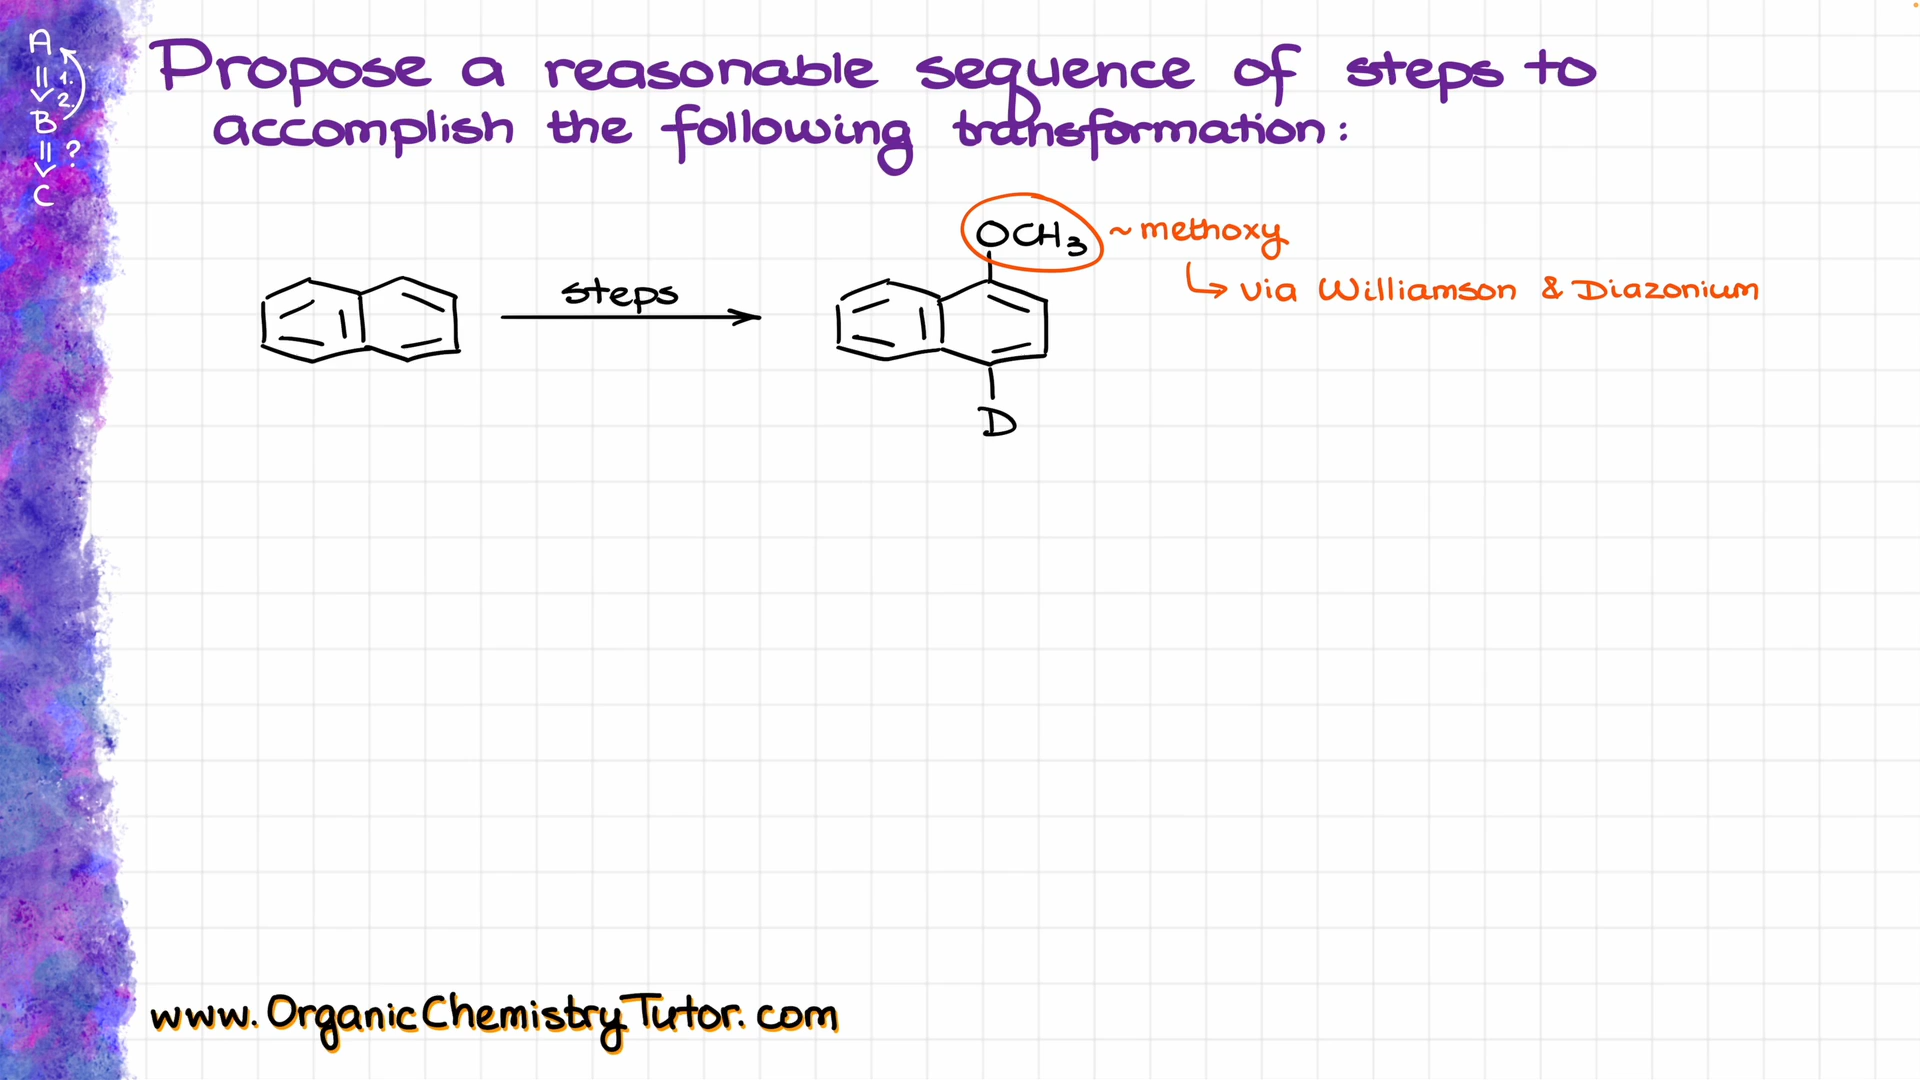 Propose a reasonable sequence of steps to
accomplish the following transformation:
A
1.
2.
B
?
C
OCH3 ~ methoxy
steps
via Williamson & Diazonium
D
www.OrganicChemistryTutor.com